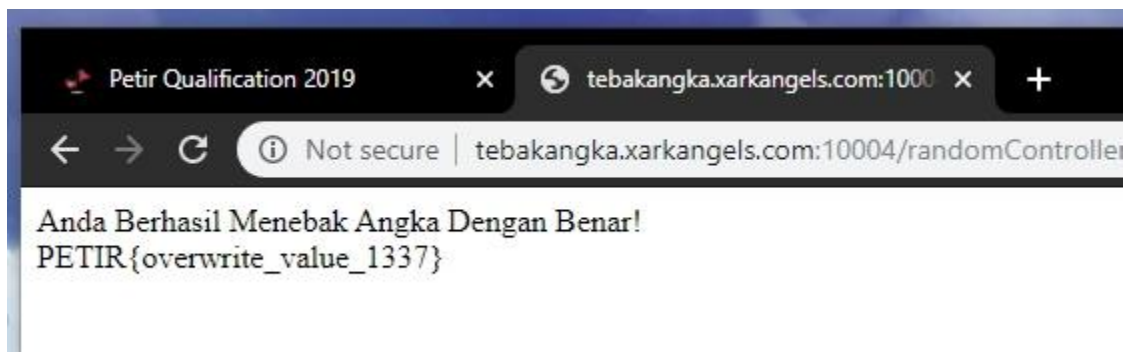 Petir Qualification 2019
tebakangka.xarkangels.com:1000
Not secure | tebakangka.xarkangels.com:10004/randomController
Anda Berhasil Menebak Angka Dengan Benar!
PETIR{overwrite_value_1337}